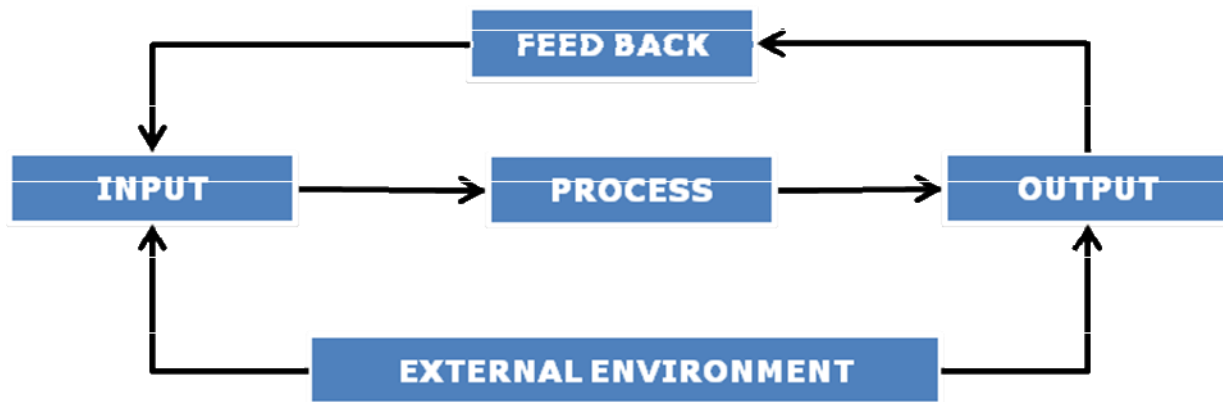 FEED BACK
INPUT
PROCESS
OUTPUT
EXTERNAL ENVIRONMENT